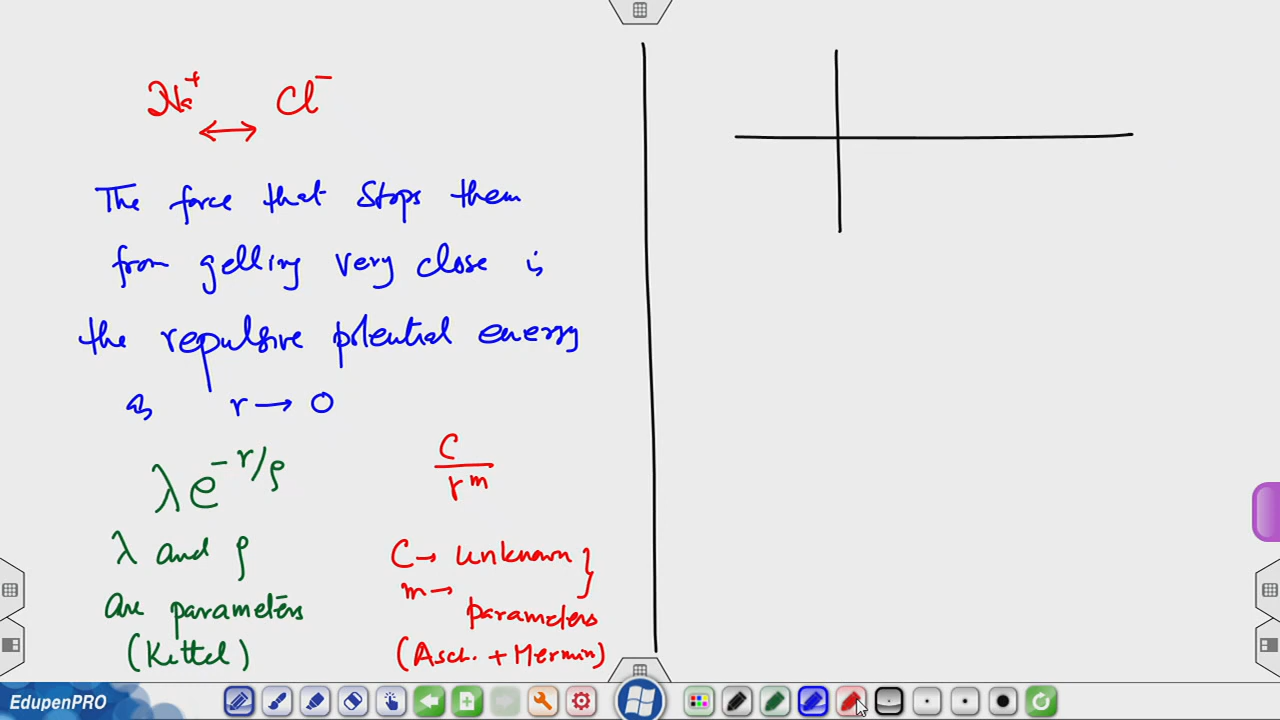 Na⁺ ⟷ Cl⁻
The force that stops them
from getting very close is
the repulsive potential energy
as r → 0
λe^{-r/ρ}
λ and ρ
are parameters
(Kittel)
C/r^m
C → unknown }
m → parameters
(Asch. + Mermin)
EdupenPRO